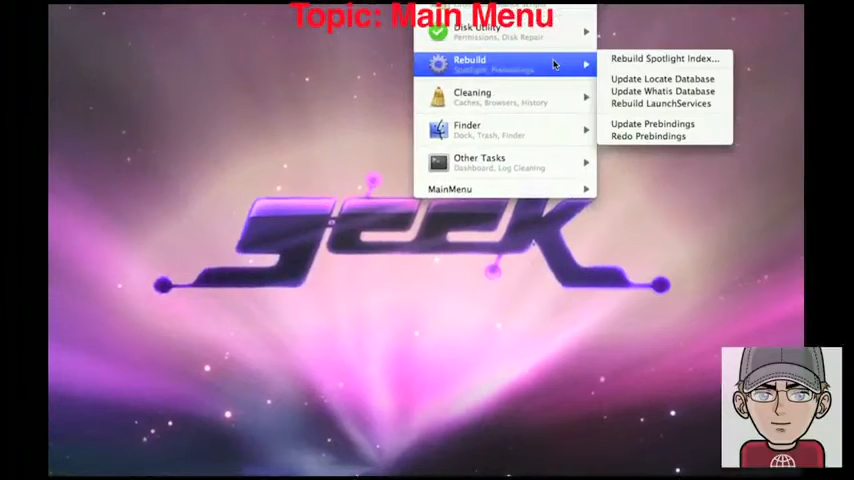 Topic: Main Menu
Disk Utility
Permissions, Disk Repair
Rebuild
Spotlight, Prebindings
Cleaning
Caches, Browsers, History
Finder
Dock, Trash, Finder
Other Tasks
Dashboard, Log Cleaning
MainMenu
Rebuild Spotlight Index...
Update Locate Database
Update Whatis Database
Rebuild LaunchServices
Update Prebindings
Redo Prebindings
geek